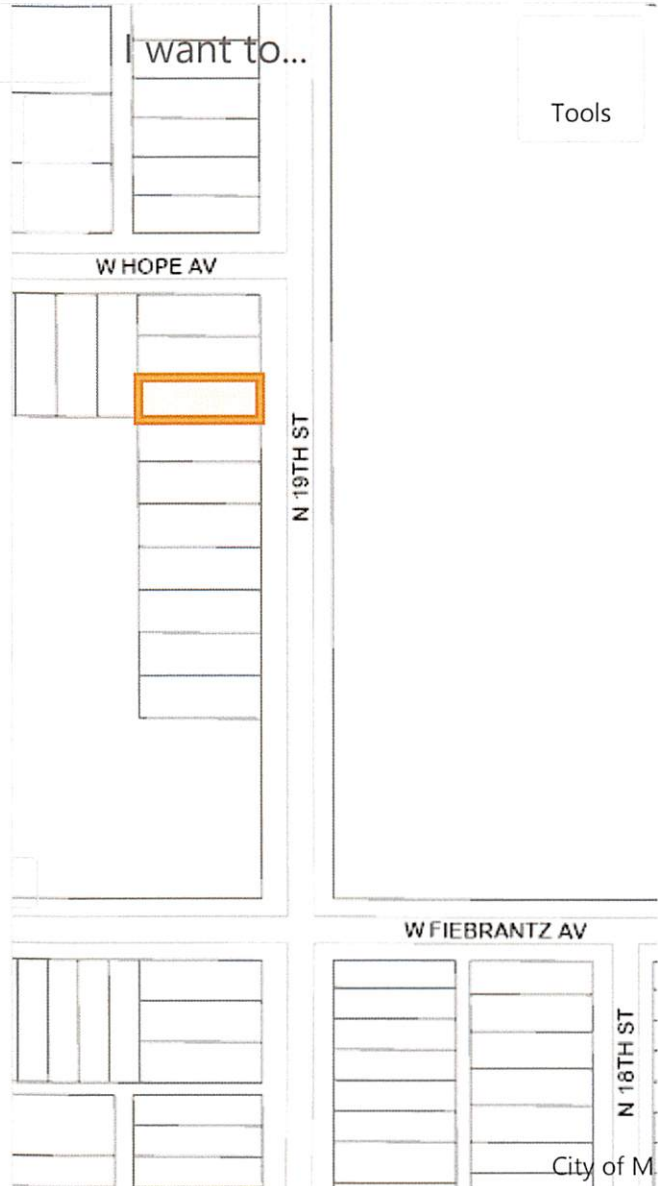 I want to...
Tools
W HOPE AV
N 19TH ST
W FIEBRANTZ AV
N 18TH ST
City of M